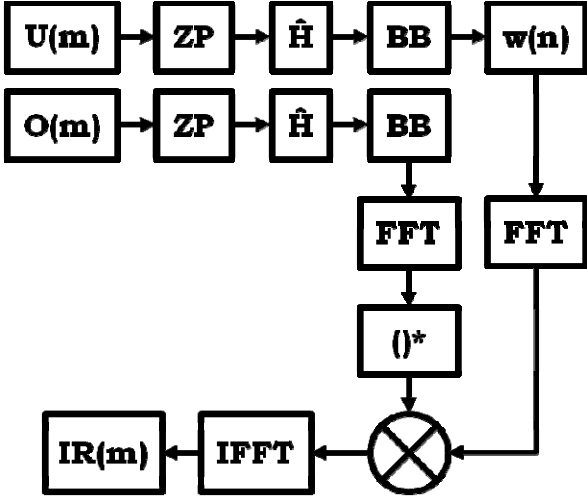 U(m) ZP Ĥ BB w(n)
O(m) ZP Ĥ BB
FFT FFT
()*
IR(m) IFFT